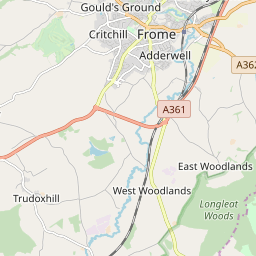 Gould's Ground
Critchill
Frome
Adderwell
A362
A361
East Woodlands
West Woodlands
Trudoxhill
Longleat
Woods